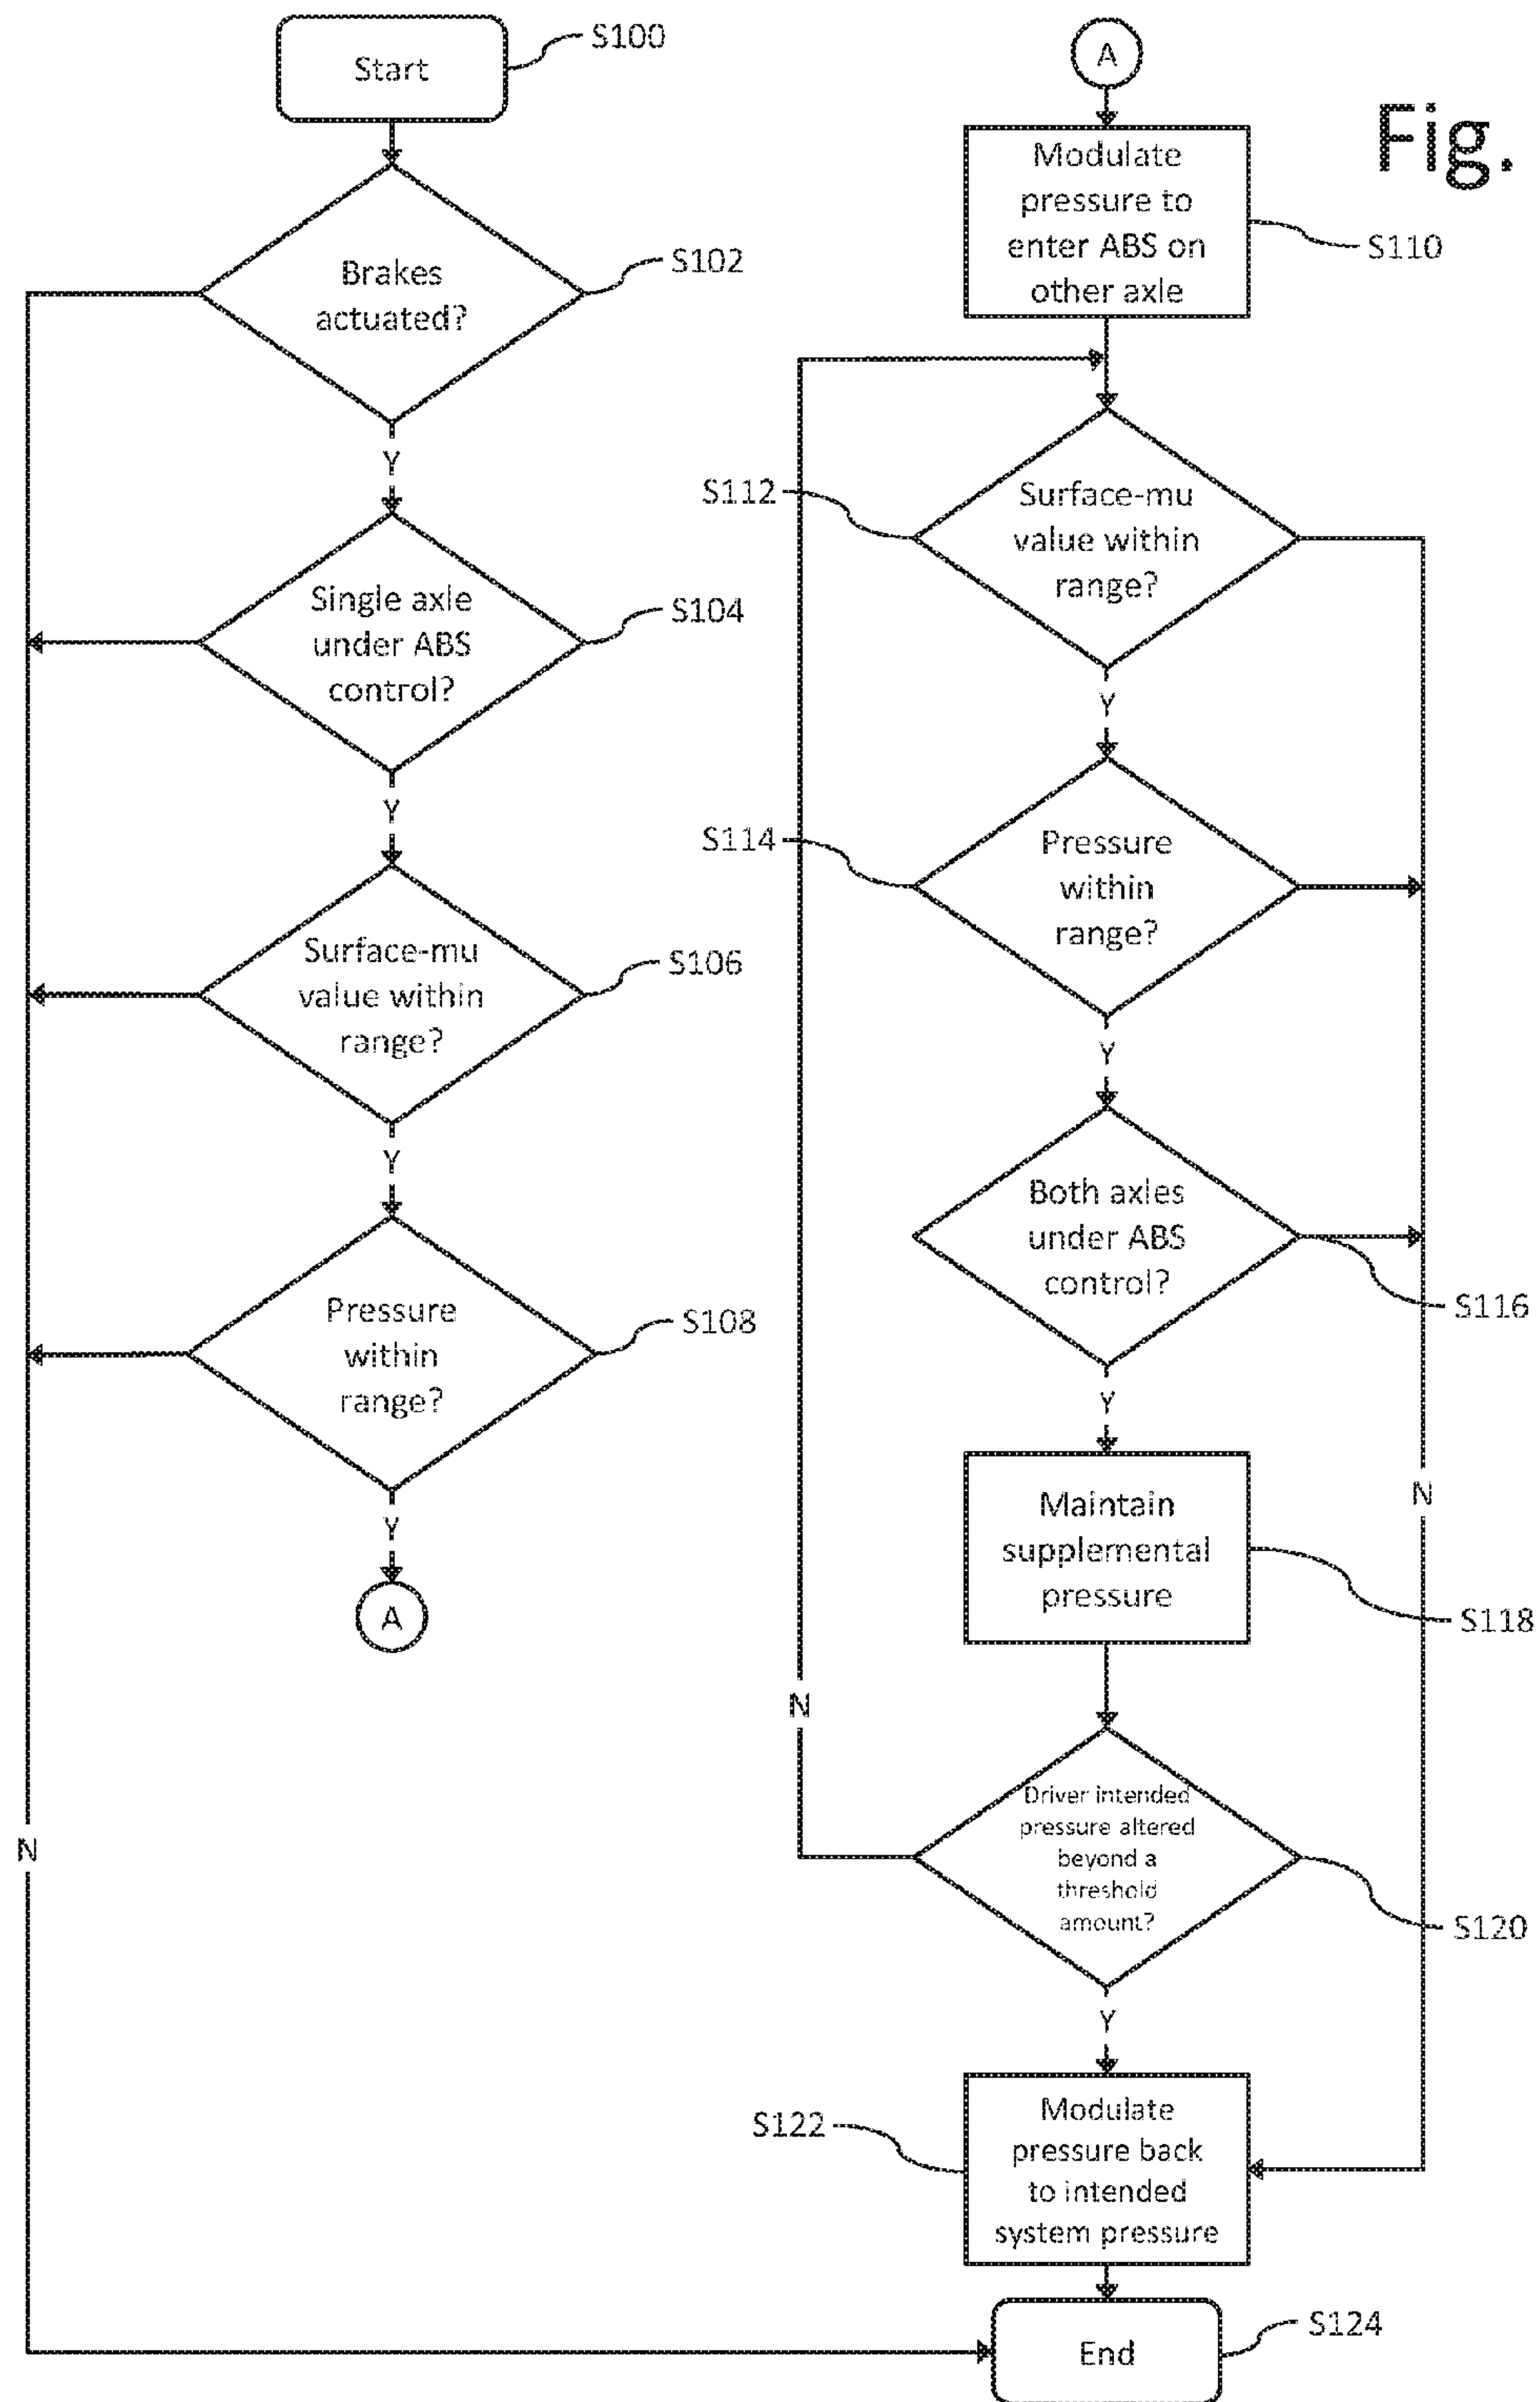 Start
S100
Brakes
actuated?
S102
Y
Single axle
under ABS
control?
S104
Y
Surface-mu
value within
range?
S106
Y
Pressure
within
range?
S108
Y
A
N
A
Fig.
Modulate
pressure to
enter ABS on
other axle
S110
S112
Surface-mu
value within
range?
Y
S114
Pressure
within
range?
Y
Both axles
under ABS
control?
S116
Y
N
Maintain
supplemental
pressure
S118
N
Driver intended
pressure altered
beyond a
threshold
amount?
S120
Y
S122
Modulate
pressure back
to intended
system pressure
End
S124